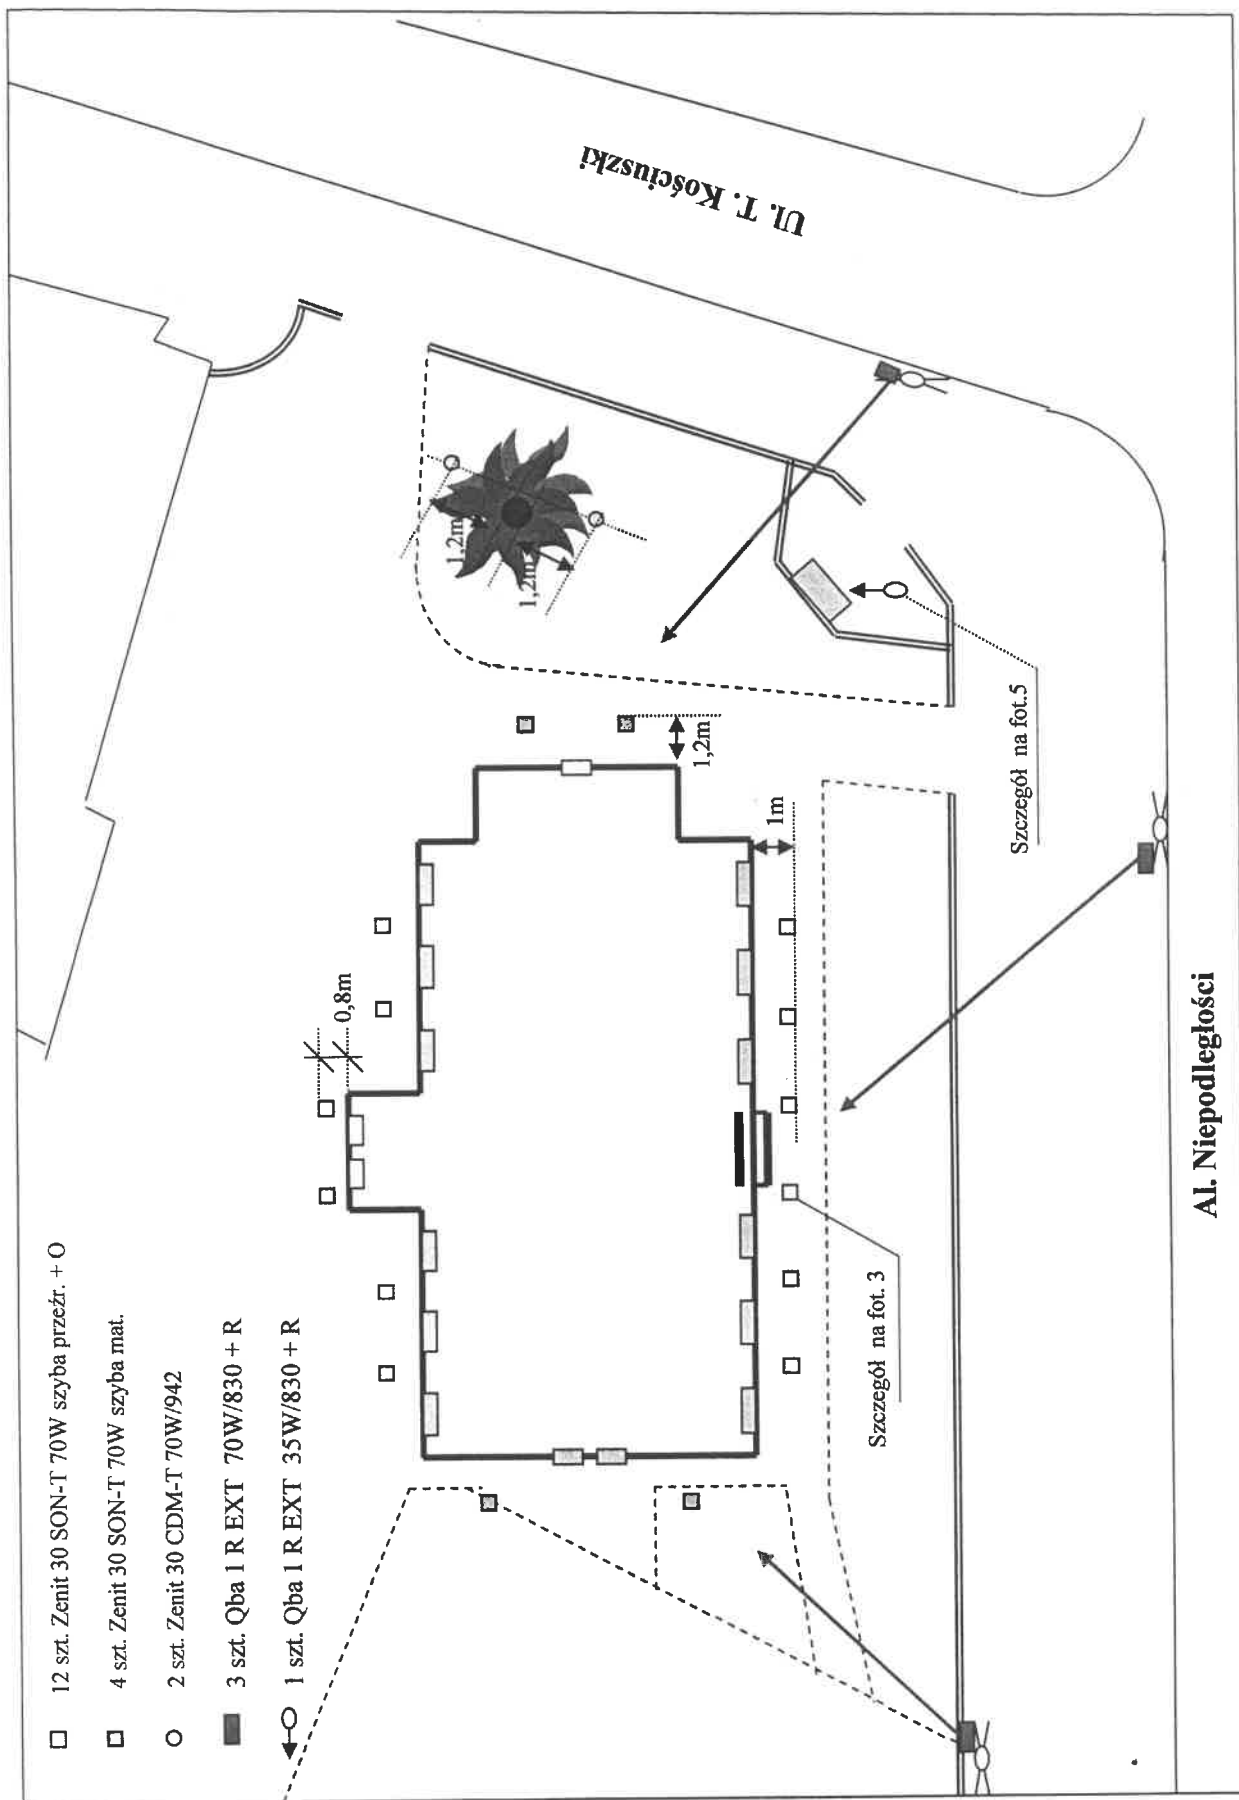 12 szt. Zenit 30 SON-T 70W szyba przeźr. + O
4 szt. Zenit 30 SON-T 70W szyba mat.
2 szt. Zenit 30 CDM-T 70W/942
3 szt. Qba 1 R EXT 70W/830 + R
1 szt. Qba 1 R EXT 35W/830 + R
0,8m
1,2m
1,2m
1,2m
1m
Szczegół na fot. 3
Szczegół na fot.5
Ul. T. Kościuszki
Al. Niepodległości